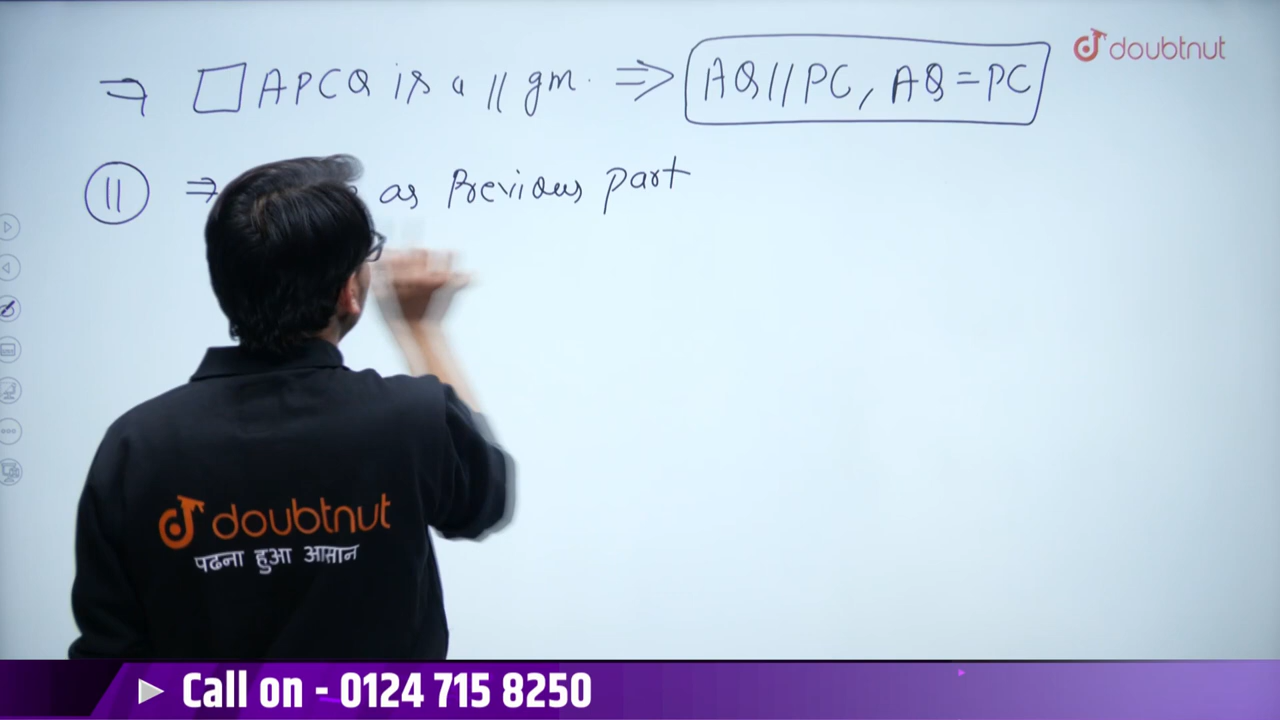 doubtnut
⇒ □ APCQ is a || gm. ⇒ AQ || PC, AQ = PC
11 ⇒ as Previous part
doubtnut
पढना हुआ आसान
Call on - 0124 715 8250